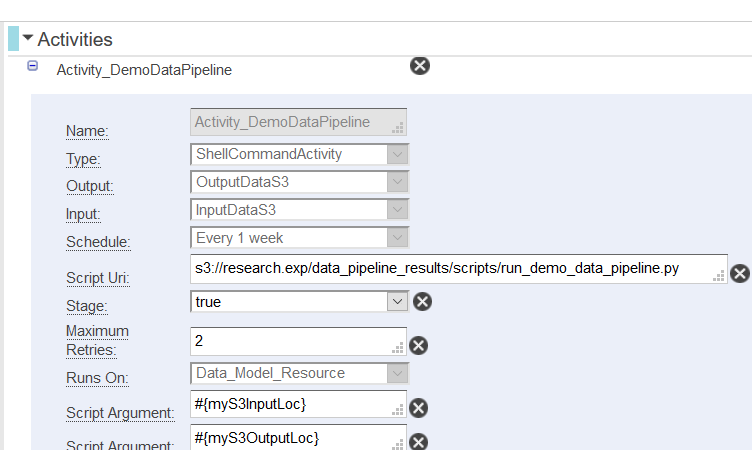 Activities
Activity_DemoDataPipeline
Name: Activity_DemoDataPipeline
Type: ShellCommandActivity
Output: OutputDataS3
Input: InputDataS3
Schedule: Every 1 week
Script Uri: s3://research.exp/data_pipeline_results/scripts/run_demo_data_pipeline.py
Stage: true
Maximum
Retries: 2
Runs On: Data_Model_Resource
Script Argument: #{myS3InputLoc}
Script Argument: #{myS3OutputLoc}